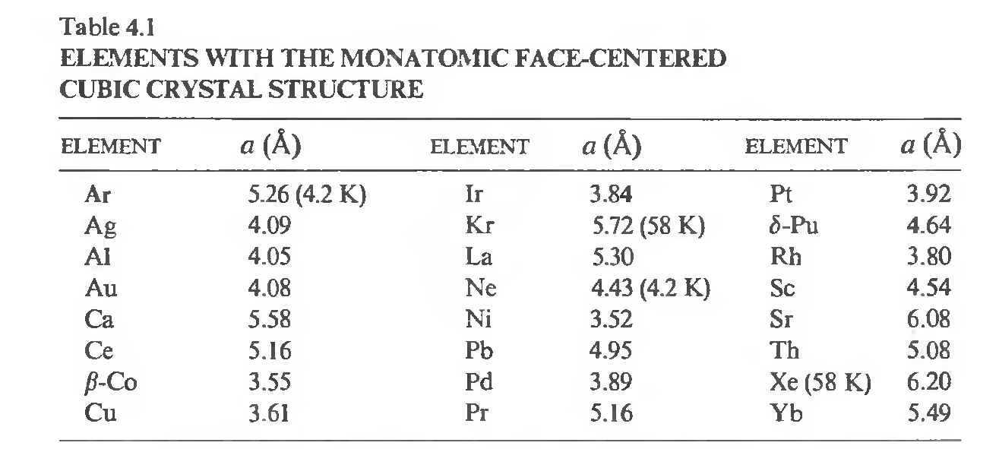 Table 4.1
ELEMENTS WITH THE MONATOMIC FACE-CENTERED
CUBIC CRYSTAL STRUCTURE
ELEMENT a (Å) ELEMENT a (Å) ELEMENT a (Å)
Ar 5.26 (4.2 K) Ir 3.84 Pt 3.92
Ag 4.09 Kr 5.72 (58 K) δ-Pu 4.64
Al 4.05 La 5.30 Rh 3.80
Au 4.08 Ne 4.43 (4.2 K) Sc 4.54
Ca 5.58 Ni 3.52 Sr 6.08
Ce 5.16 Pb 4.95 Th 5.08
β-Co 3.55 Pd 3.89 Xe (58 K) 6.20
Cu 3.61 Pr 5.16 Yb 5.49